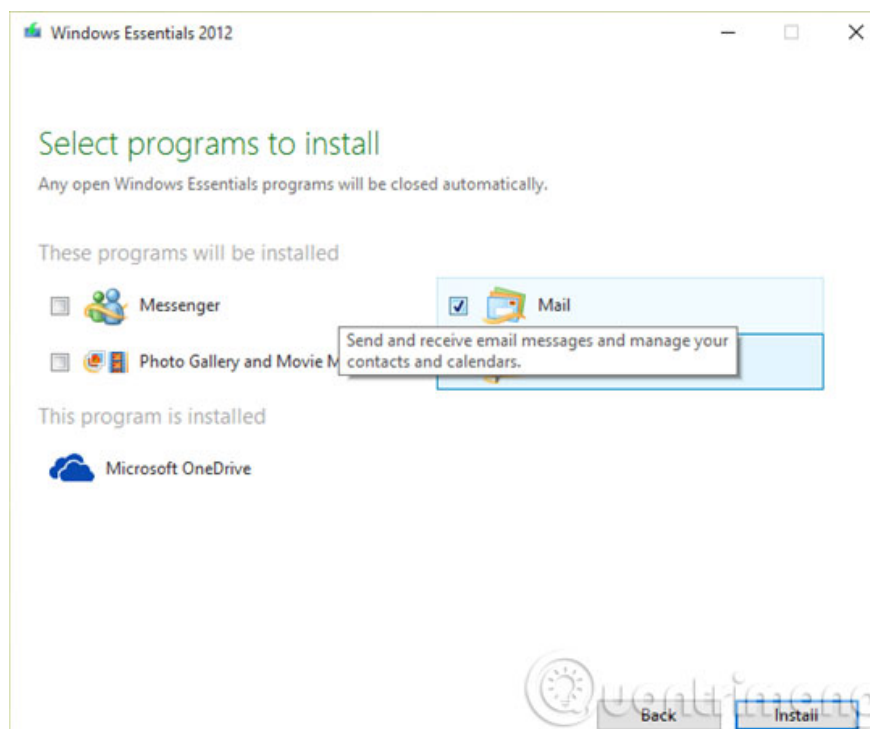 Windows Essentials 2012
Select programs to install
Any open Windows Essentials programs will be closed automatically.
These programs will be installed
Messenger
Mail
Send and receive email messages and manage your
contacts and calendars.
Photo Gallery and Movie M
This program is installed
Microsoft OneDrive
Quantrimang
Back
Install